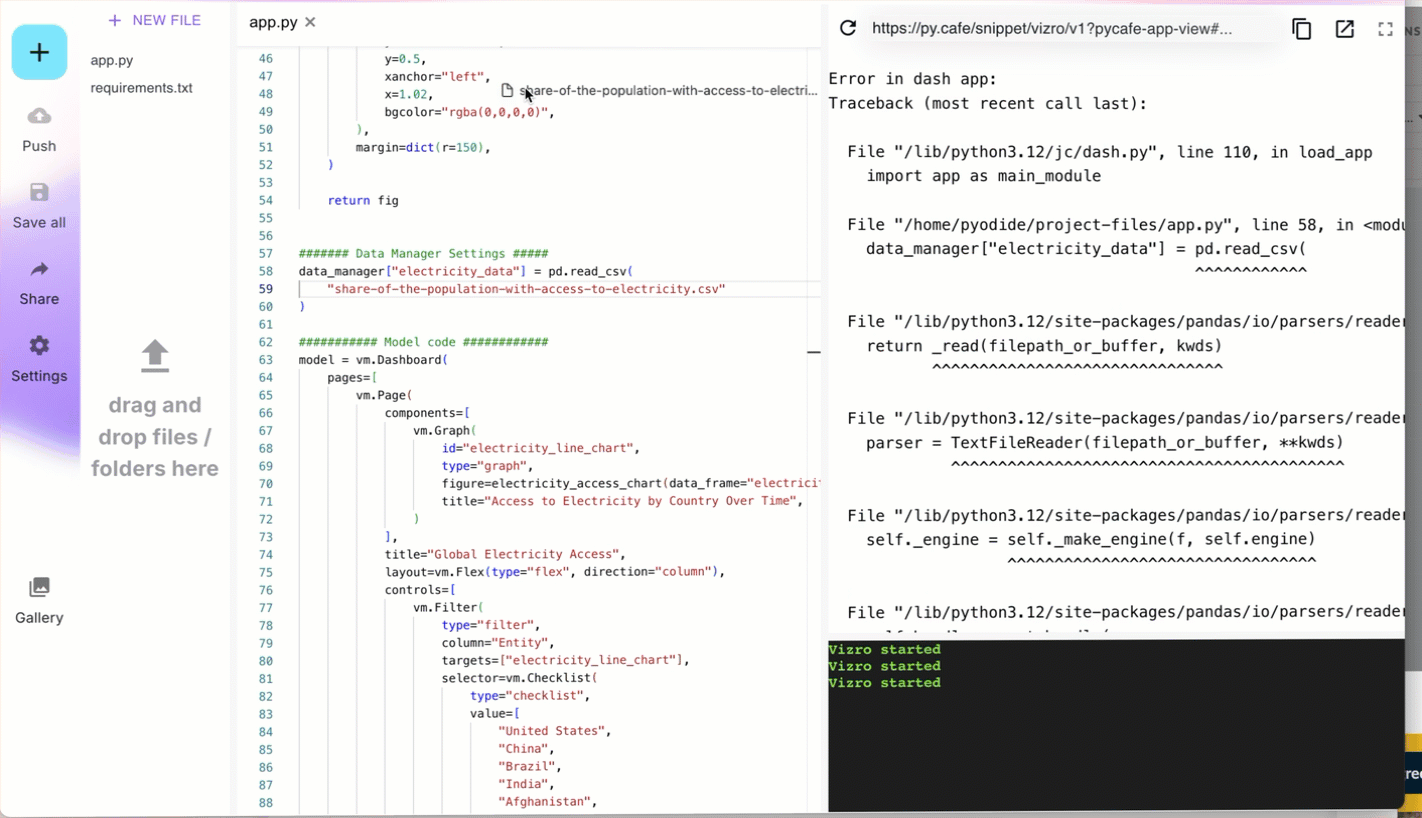 + NEW FILE
app.py
requirements.txt
Push
Save all
Share
Settings
Gallery
drag and
drop files /
folders here
app.py
share-of-the-population-with-access-to-electri...
46 y=0.5,
47 xanchor="left",
48 x=1.02,
49 bgcolor="rgba(0,0,0,0)",
50 ),
51 margin=dict(r=150),
52 )
53
54 return fig
55
56
57 ####### Data Manager Settings #####
58 data_manager["electricity_data"] = pd.read_csv(
59 "share-of-the-population-with-access-to-electricity.csv"
60 )
61
62 ########### Model code ############
63 model = vm.Dashboard(
64 pages=[
65 vm.Page(
66 components=[
67 vm.Graph(
68 id="electricity_line_chart",
69 type="graph",
70 figure=electricity_access_chart(data_frame="electricit
71 title="Access to Electricity by Country Over Time",
72 )
73 ],
74 title="Global Electricity Access",
75 layout=vm.Flex(type="flex", direction="column"),
76 controls=[
77 vm.Filter(
78 type="filter",
79 column="Entity",
80 targets=["electricity_line_chart"],
81 selector=vm.Checklist(
82 type="checklist",
83 value=[
84 "United States",
85 "China",
86 "Brazil",
87 "India",
88 "Afghanistan",
https://py.cafe/snippet/vizro/v1?pycafe-app-view#...
Error in dash app:
Traceback (most recent call last):
File "/lib/python3.12/jc/dash.py", line 110, in load_app
import app as main_module
File "/home/pyodide/project-files/app.py", line 58, in <modu
data_manager["electricity_data"] = pd.read_csv(
^^^^^^^^^^^^
File "/lib/python3.12/site-packages/pandas/io/parsers/reader
return _read(filepath_or_buffer, kwds)
^^^^^^^^^^^^^^^^^^^^^^^^^^^^^^^
File "/lib/python3.12/site-packages/pandas/io/parsers/reader
parser = TextFileReader(filepath_or_buffer, **kwds)
^^^^^^^^^^^^^^^^^^^^^^^^^^^^^^^^^^^^^^^^^^
File "/lib/python3.12/site-packages/pandas/io/parsers/reader
self._engine = self._make_engine(f, self.engine)
^^^^^^^^^^^^^^^^^^^^^^^^^^^^^^^^^
File "/lib/python3.12/site-packages/pandas/io/parsers/reader
Vizro started
Vizro started
Vizro started